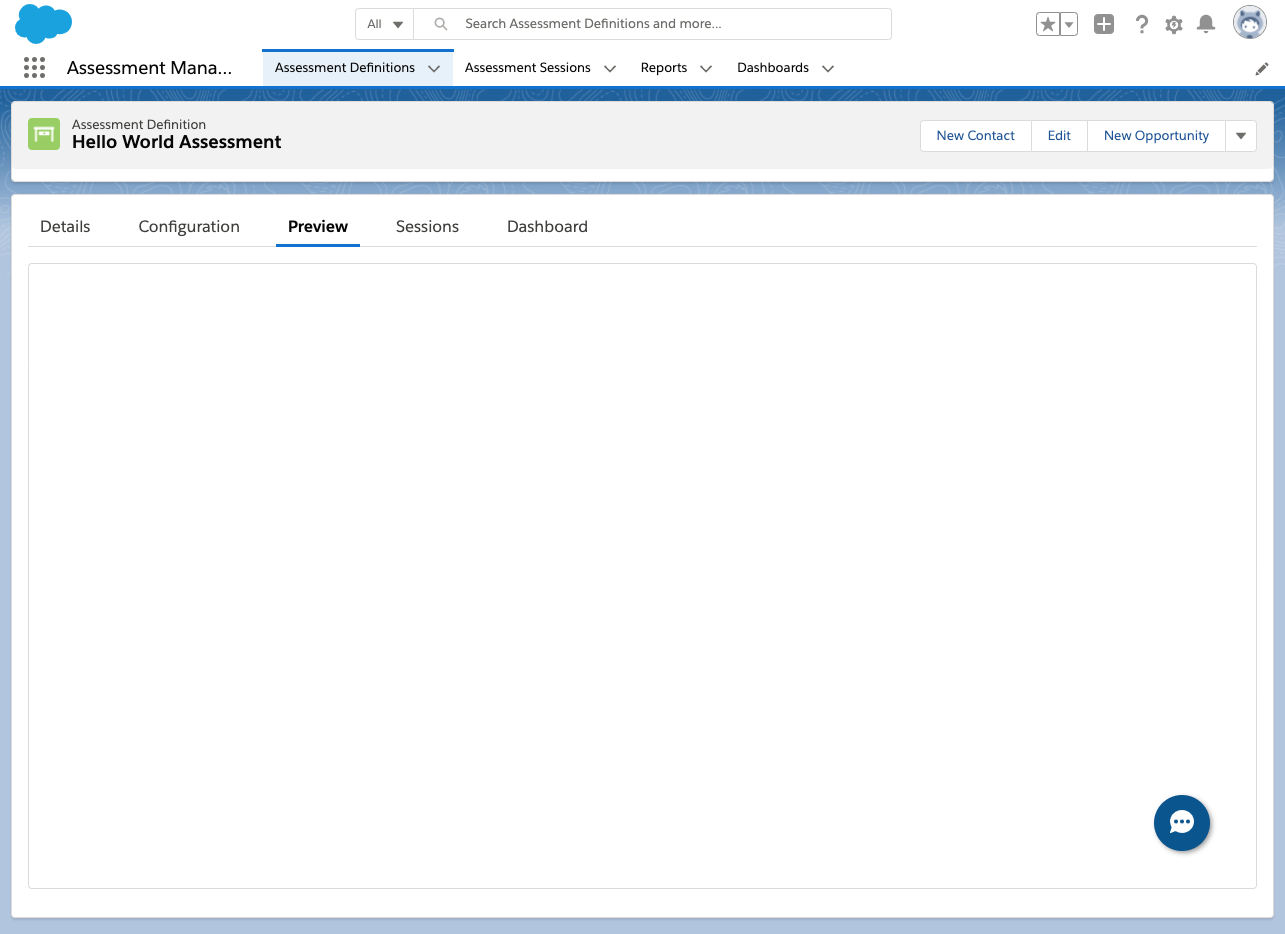 All
Search Assessment Definitions and more...
Assessment Mana...
Assessment Definitions
Assessment Sessions
Reports
Dashboards
Assessment Definition
Hello World Assessment
New Contact
Edit
New Opportunity
Details
Configuration
Preview
Sessions
Dashboard